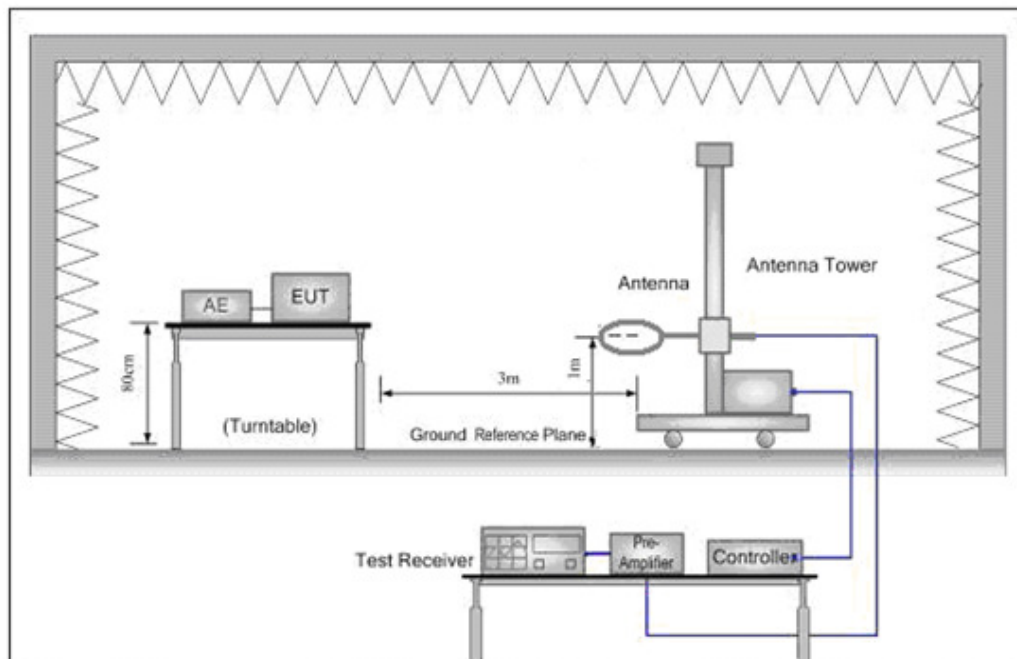 Antenna
Antenna Tower
AE
EUT
80cm
3m
1m
(Turntable)
Ground Reference Plane
Test Receiver
Pre-
Amplifier
Controller